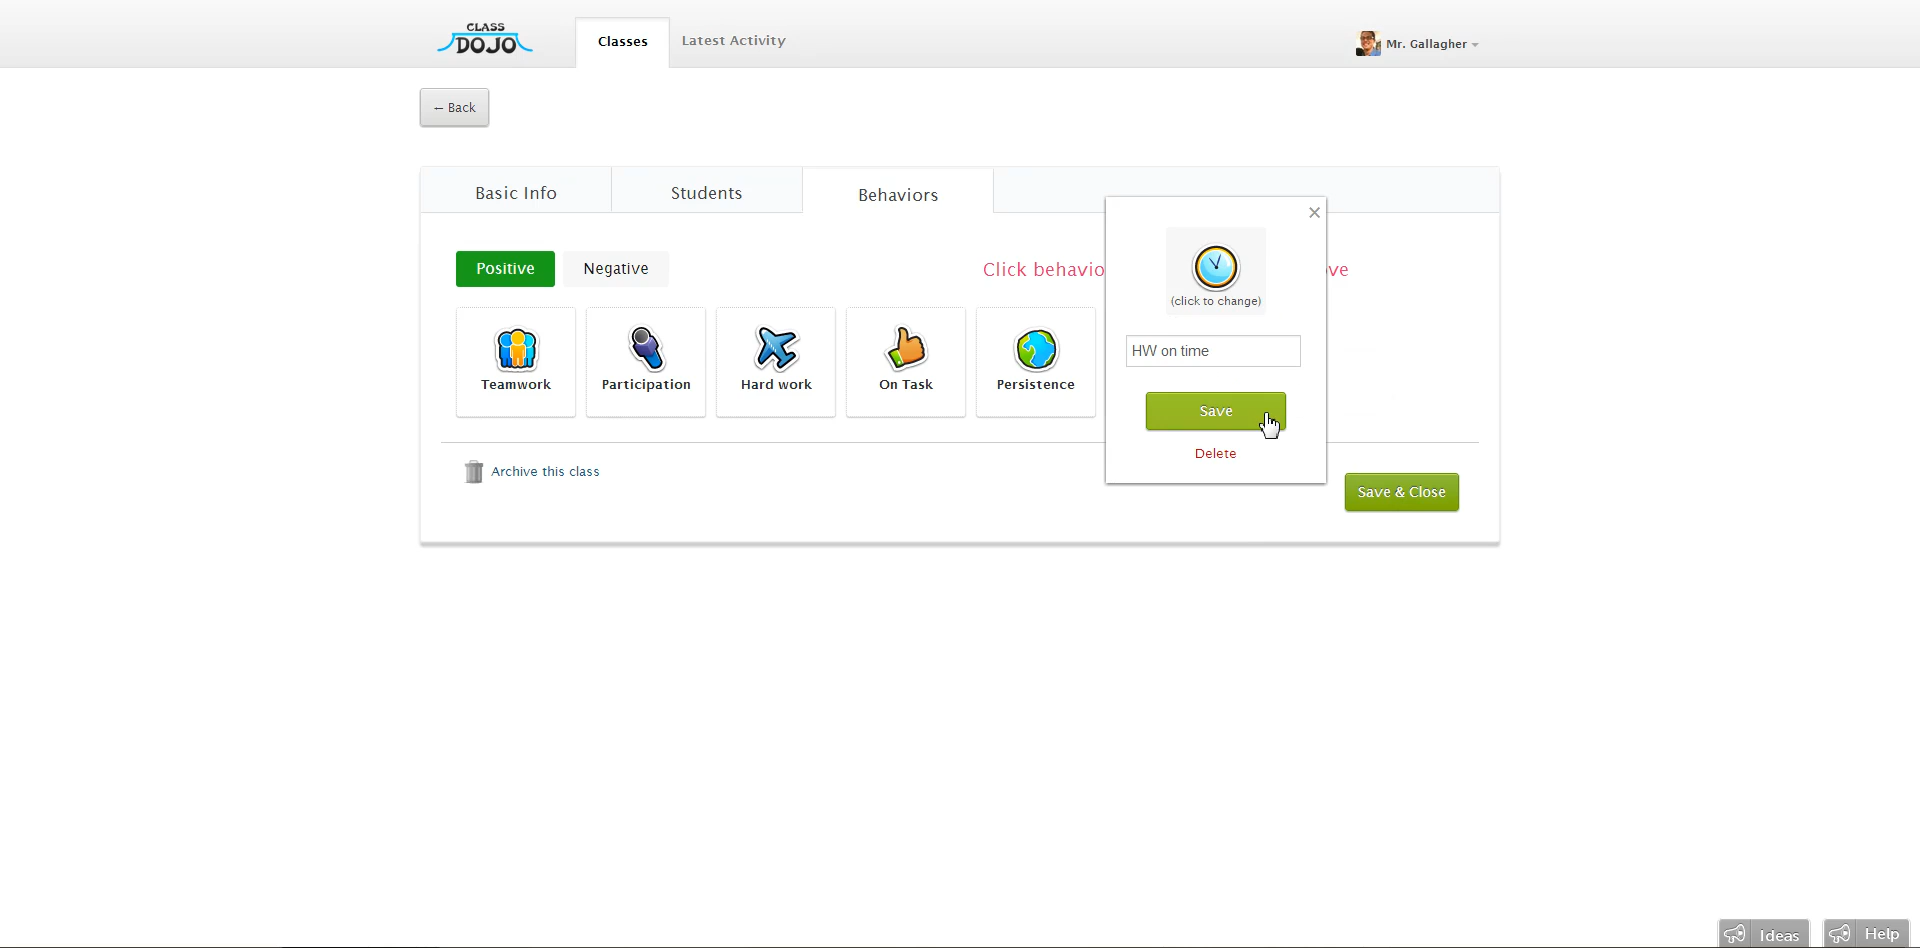 CLASS
DOJO
Classes
Latest Activity
Mr. Gallagher
← Back
Basic Info
Students
Behaviors
Positive
Negative
Click behavio
ve
(click to change)
HW on time
Save
Delete
Teamwork
Participation
Hard work
On Task
Persistence
Archive this class
Save & Close
Ideas
Help